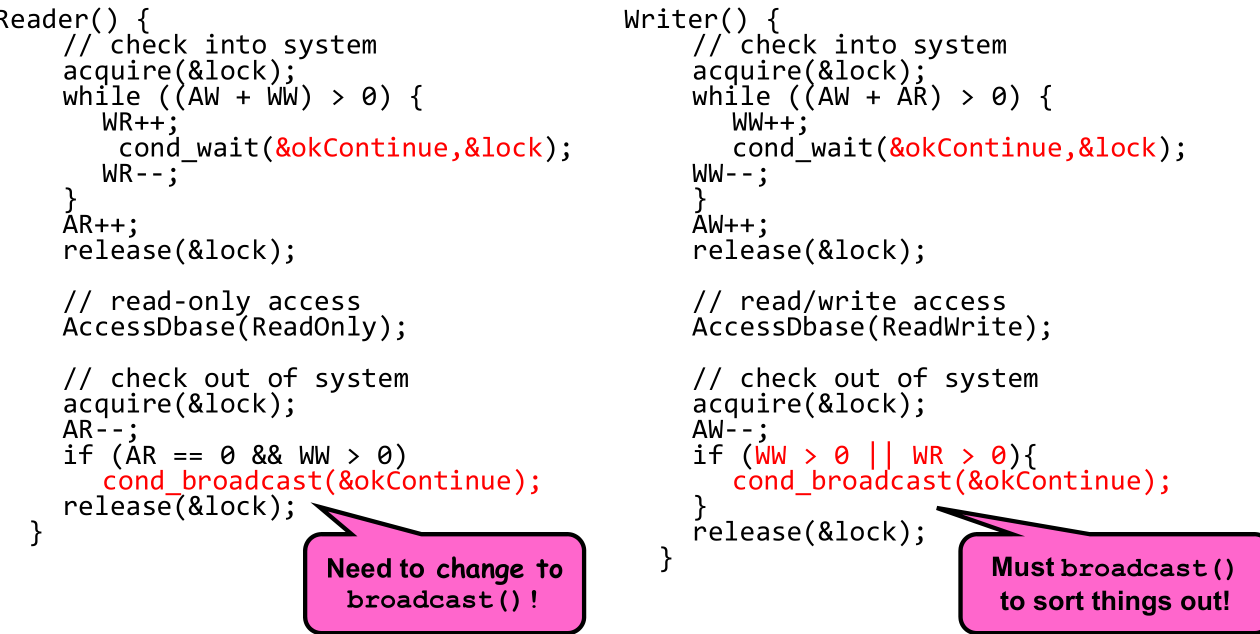 Reader() {
// check into system
acquire(&lock);
while ((AW + WW) > 0) {
WR++;
cond_wait(&okContinue,&lock);
WR--;
}
AR++;
release(&lock);
// read-only access
AccessDbase(ReadOnly);
// check out of system
acquire(&lock);
AR--;
if (AR == 0 && WW > 0)
cond_broadcast(&okContinue);
release(&lock);
}
Need to change to
broadcast()!
Writer() {
// check into system
acquire(&lock);
while ((AW + AR) > 0) {
WW++;
cond_wait(&okContinue,&lock);
WW--;
}
AW++;
release(&lock);
// read/write access
AccessDbase(ReadWrite);
// check out of system
acquire(&lock);
AW--;
if (WW > 0 || WR > 0){
cond_broadcast(&okContinue);
}
release(&lock);
}
Must broadcast()
to sort things out!